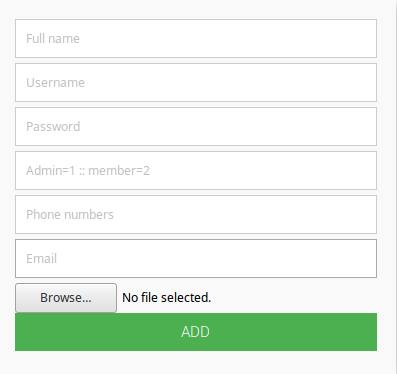 Full name
Username
Password
Admin=1 :: member=2
Phone numbers
Email
Browse... No file selected.
ADD